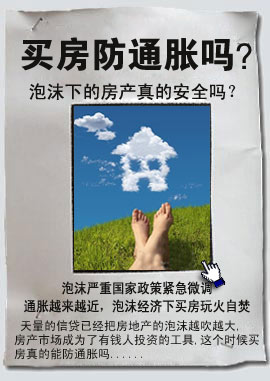 买房防通胀吗?
泡沫下的房产真的安全吗?
泡沫严重国家政策紧急微调
通胀越来越近，泡沫经济下买房玩火自焚
天量的信贷已经把房地产的泡沫越吹越大,
房产市场成为了有钱人投资的工具,这个时候买
房真的能防通胀吗......